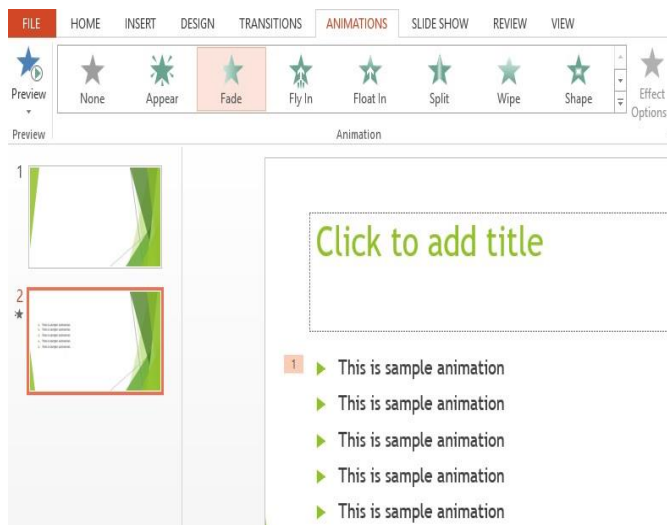 FILE HOME INSERT DESIGN TRANSITIONS ANIMATIONS SLIDE SHOW REVIEW VIEW
Preview None Appear Fade Fly In Float In Split Wipe Shape Effect Options
Preview Animation
1
2
Click to add title
1 This is sample animation
This is sample animation
This is sample animation
This is sample animation
This is sample animation